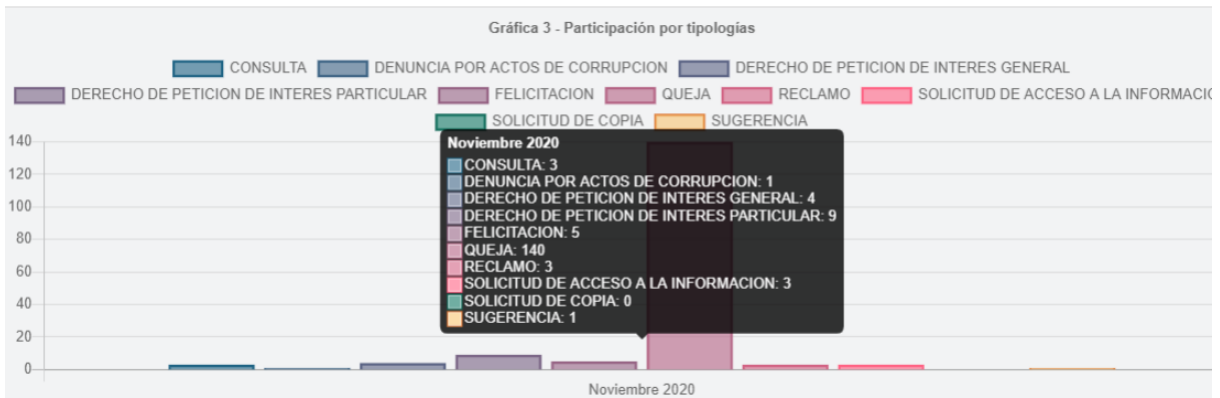 Gráfica 3 - Participación por tipologías
CONSULTA DENUNCIA POR ACTOS DE CORRUPCION DERECHO DE PETICION DE INTERES GENERAL
DERECHO DE PETICION DE INTERES PARTICULAR FELICITACION QUEJA RECLAMO SOLICITUD DE ACCESO A LA INFORMACIO
SOLICITUD DE COPIA SUGERENCIA
140
120
100
80
60
40
20
0
Noviembre 2020
CONSULTA: 3
DENUNCIA POR ACTOS DE CORRUPCION: 1
DERECHO DE PETICION DE INTERES GENERAL: 4
DERECHO DE PETICION DE INTERES PARTICULAR: 9
FELICITACION: 5
QUEJA: 140
RECLAMO: 3
SOLICITUD DE ACCESO A LA INFORMACION: 3
SOLICITUD DE COPIA: 0
SUGERENCIA: 1
Noviembre 2020